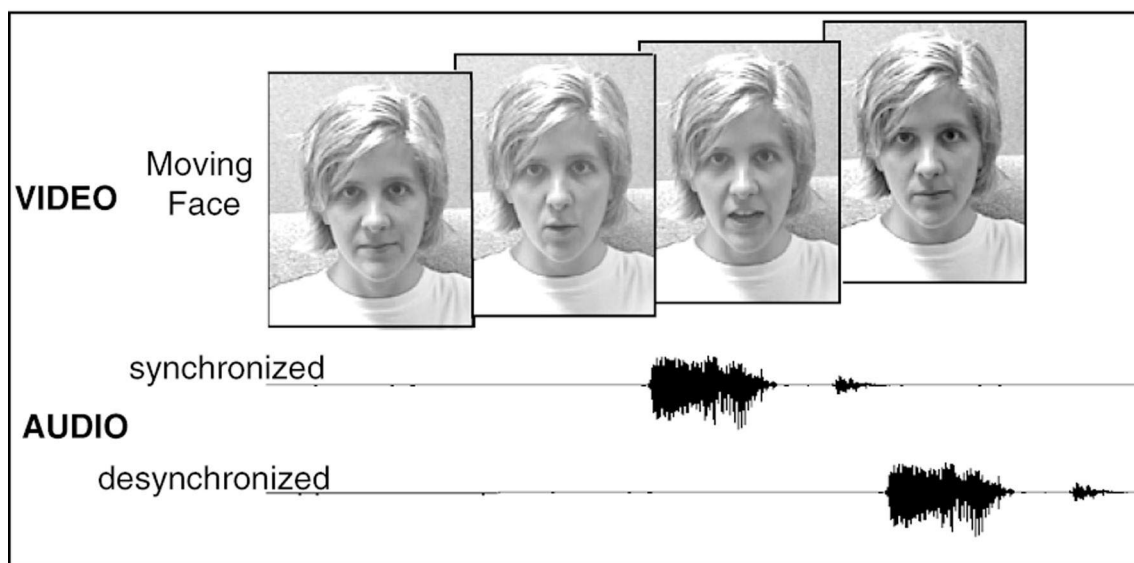 VIDEO
Moving
Face
synchronized
AUDIO
desynchronized